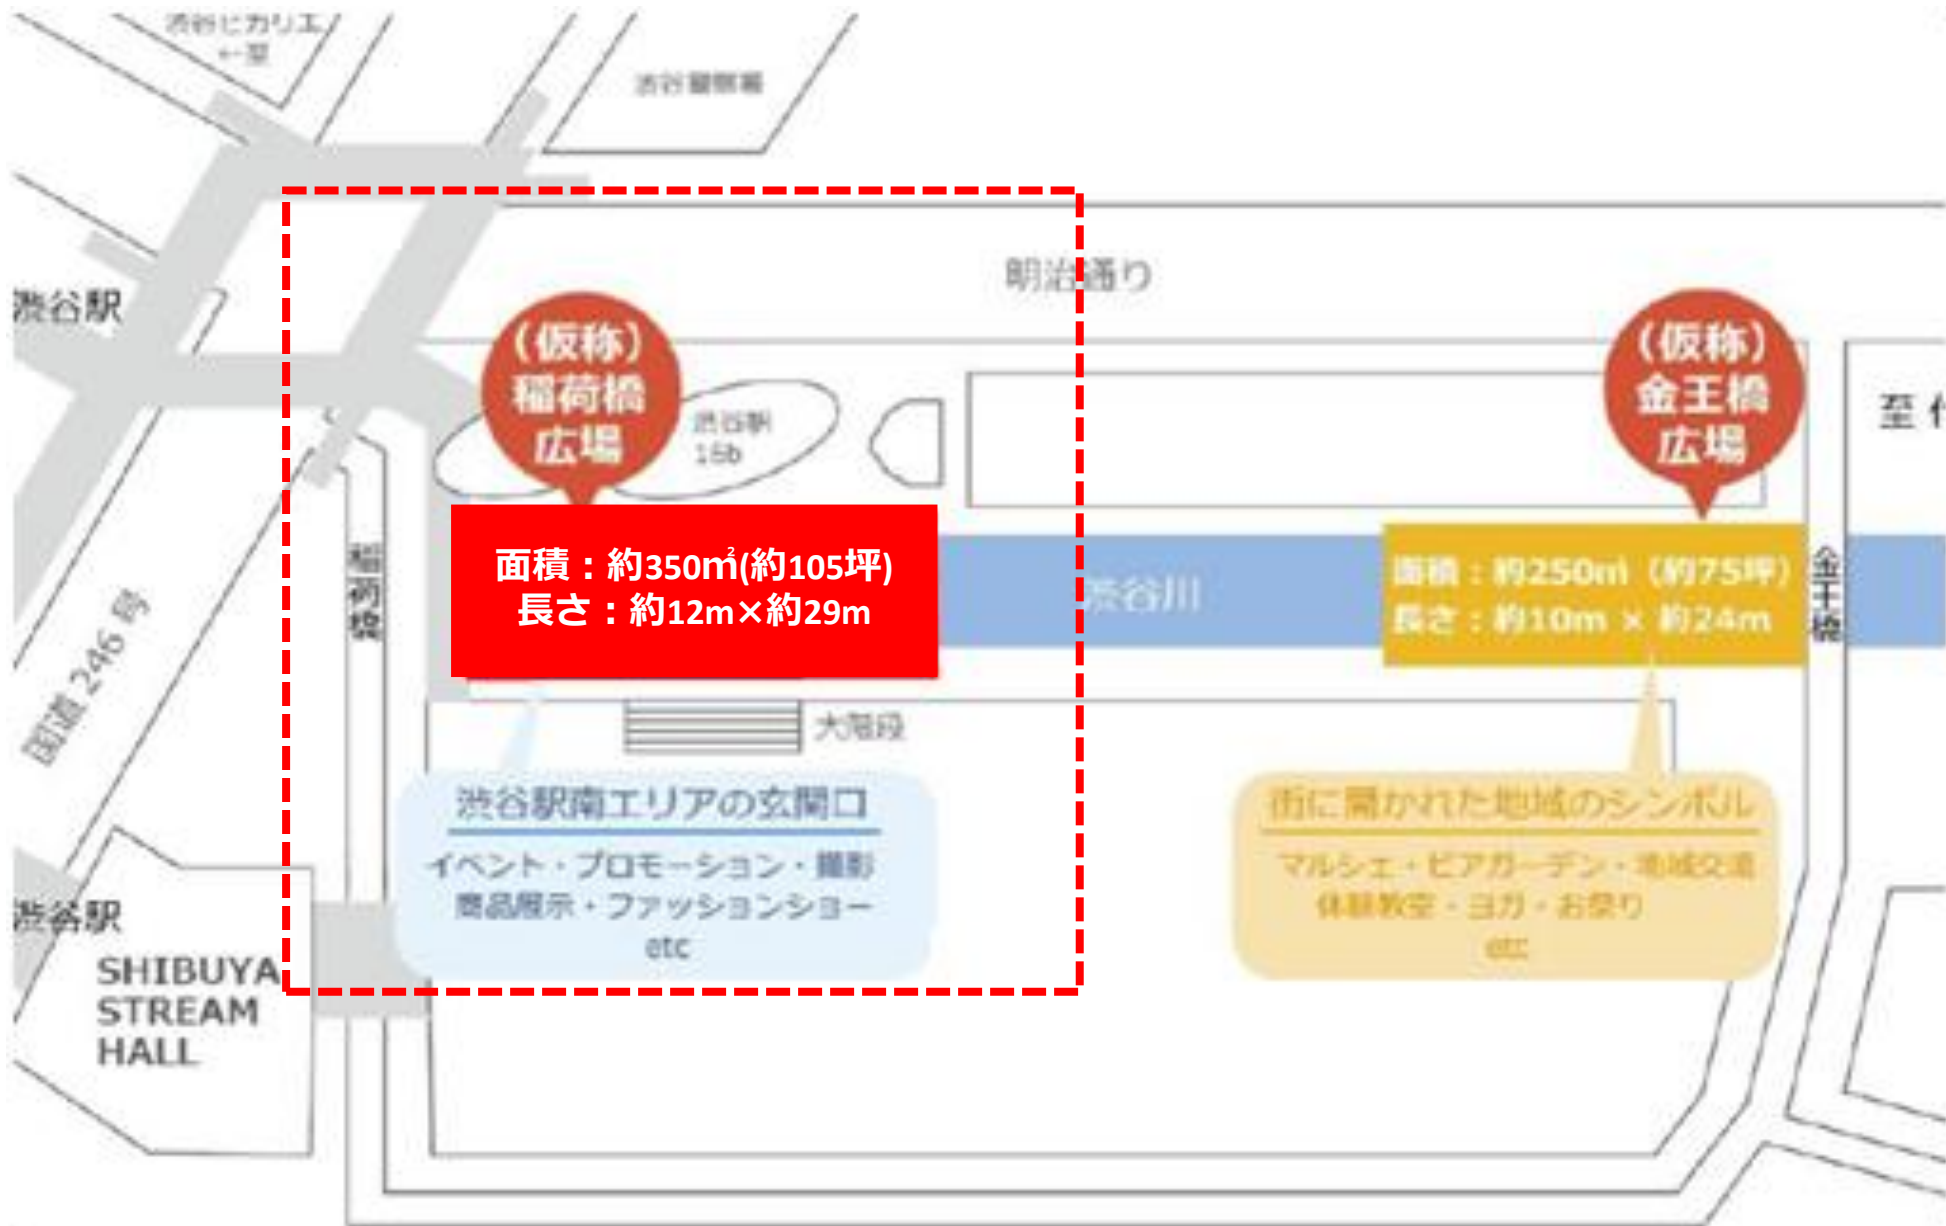 渋谷ヒカリエ
←至
渋谷警察署
明治通り
渋谷駅
(仮称)
稲荷橋
広場
渋谷駅
16b
(仮称)
金王橋
広場
至
面積:約350㎡(約105坪)
長さ:約12m×約29m
渋谷川
面積:約250㎡(約75坪)
長さ:約10m × 約24m
稲荷橋
金王橋
国道246号
大階段
渋谷駅南エリアの玄関口
イベント・プロモーション・撮影
商品展示・ファッションショー
etc
街に開かれた地域のシンボル
マルシェ・ビアガーデン・地域交流
体験教室・ヨガ・お祭り
etc
渋谷駅
SHIBUYA
STREAM
HALL